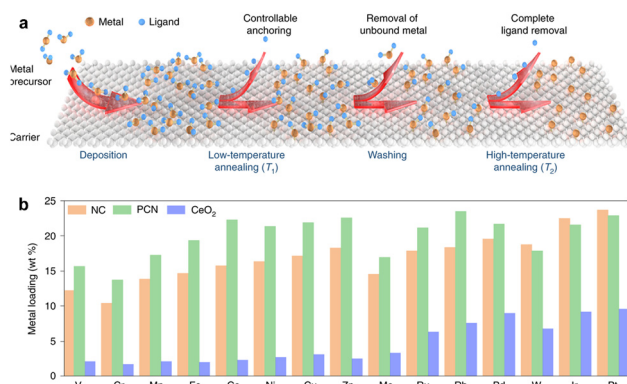 a
Metal
Ligand
Controllable
anchoring
Removal of
unbound metal
Complete
ligand removal
Metal
precursor
Carrier
Deposition
Low-temperature
annealing (T1)
Washing
High-temperature
annealing (T2)
b
NC
PCN
CeO2
Metal loading (wt %)
25
20
15
10
5
0